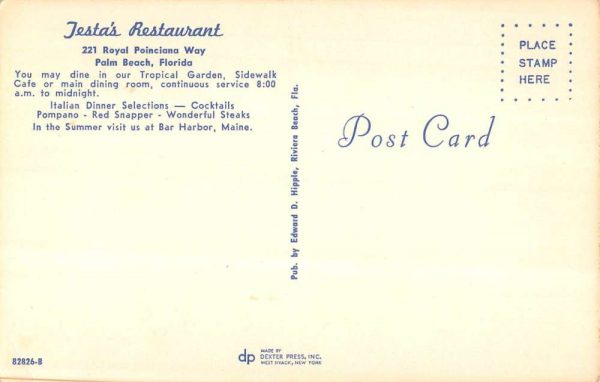 Testa's Restaurant
221 Royal Poinciana Way
Palm Beach, Florida
You may dine in our Tropical Garden, Sidewalk
Cafe or main dining room, continuous service 8:00
a.m. to midnight.
Italian Dinner Selections — Cocktails
Pompano - Red Snapper - Wonderful Steaks
In the Summer visit us at Bar Harbor, Maine.
Pub. by Edward D. Hipple, Riviera Beach, Fla.
PLACE
STAMP
HERE
Post Card
82826-B
dp
MADE BY
DEXTER PRESS, INC.
WEST NYACK, NEW YORK